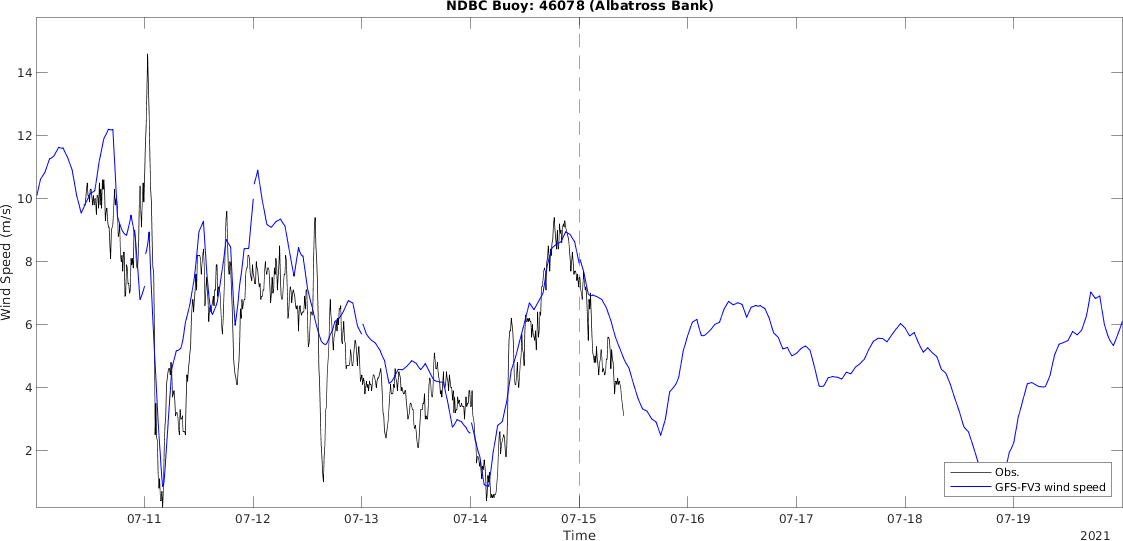 NDBC Buoy: 46078 (Albatross Bank)
Wind Speed (m/s)
14
12
10
8
6
4
2
Obs.
GFS-FV3 wind speed
07-11 07-12 07-13 07-14 07-15 07-16 07-17 07-18 07-19
Time
2021